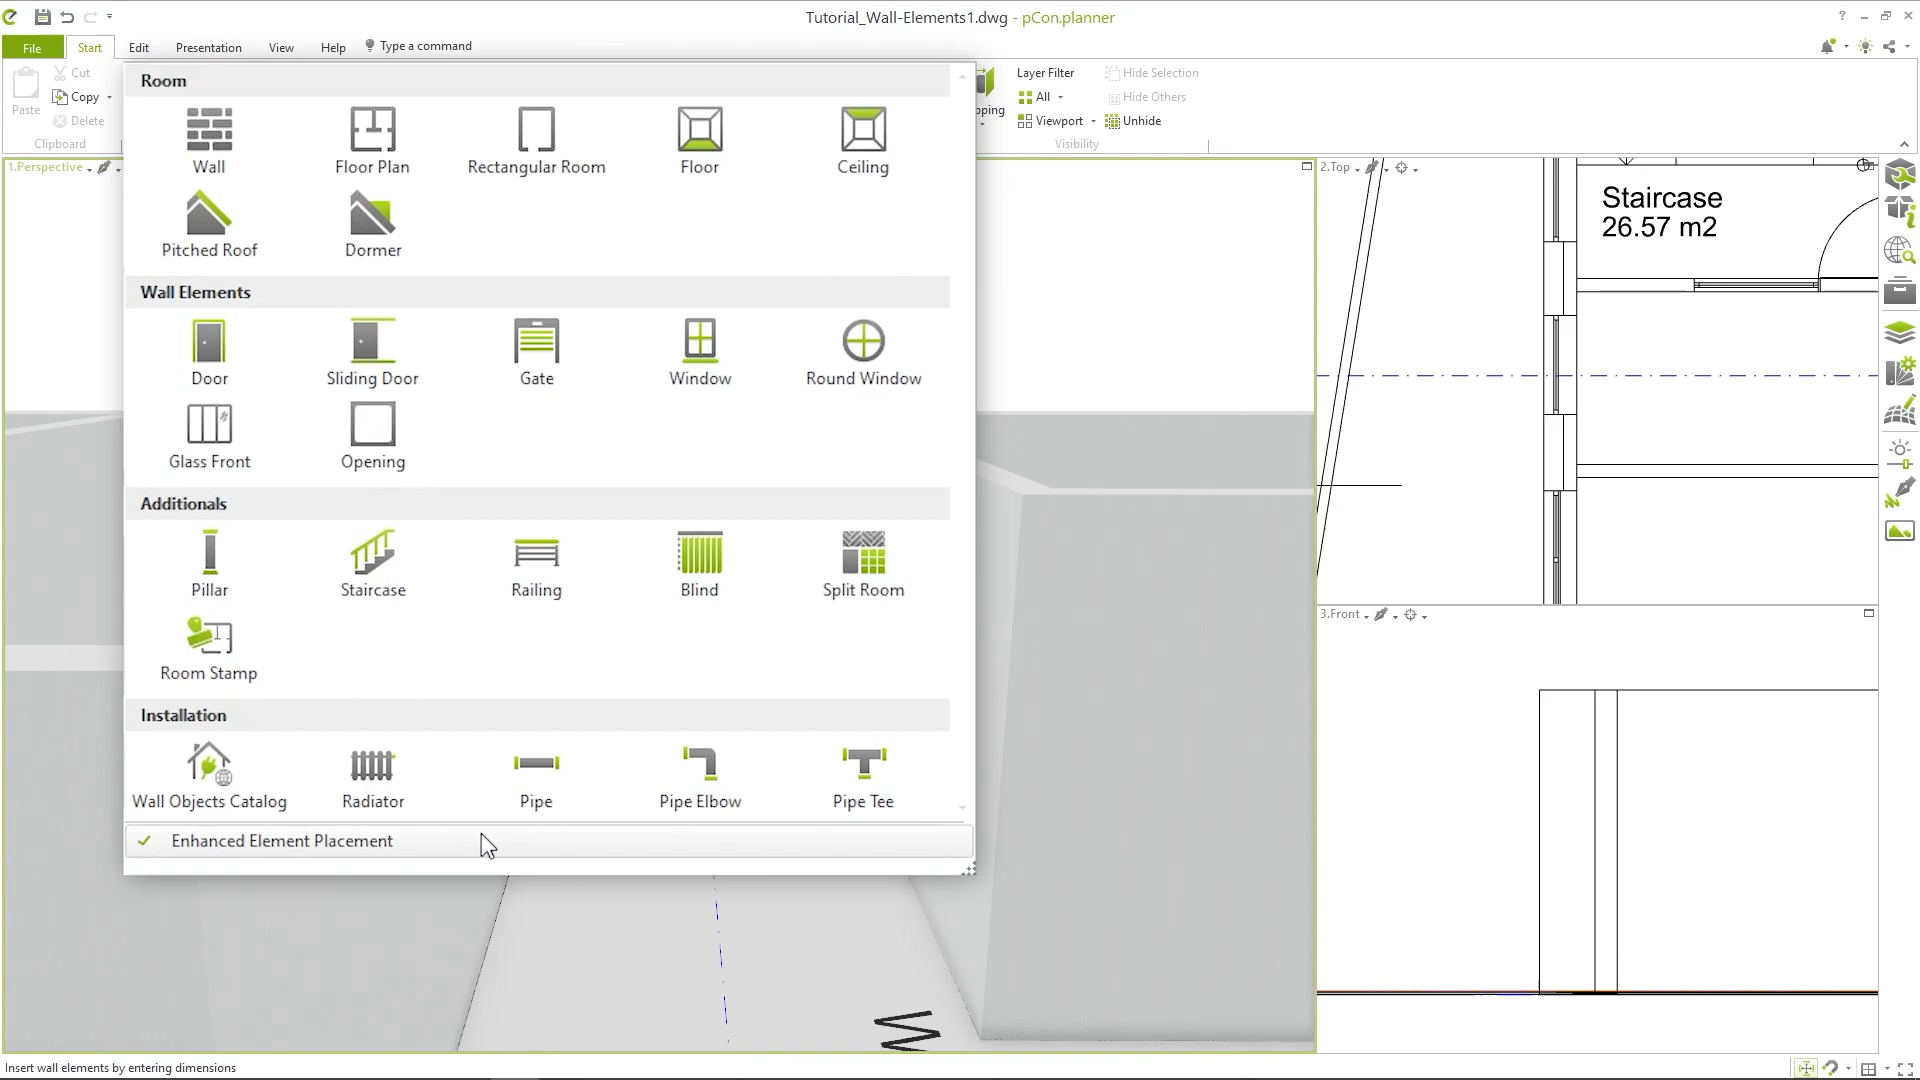 Tutorial_Wall-Elements1.dwg - pCon.planner
File Start Edit Presentation View Help Type a command
Paste
Cut
Copy
Delete
Clipboard
Room
Wall Floor Plan Rectangular Room Floor Ceiling
Pitched Roof Dormer
Wall Elements
Door Sliding Door Gate Window Round Window
Glass Front Opening
Additionals
Pillar Staircase Railing Blind Split Room
Room Stamp
Installation
Wall Objects Catalog Radiator Pipe Pipe Elbow Pipe Tee
Enhanced Element Placement
pping
Layer Filter
All
Viewport
Hide Selection
Hide Others
Unhide
Visibility
1.Perspective
2.Top
Staircase
26.57 m2
3.Front
Insert wall elements by entering dimensions